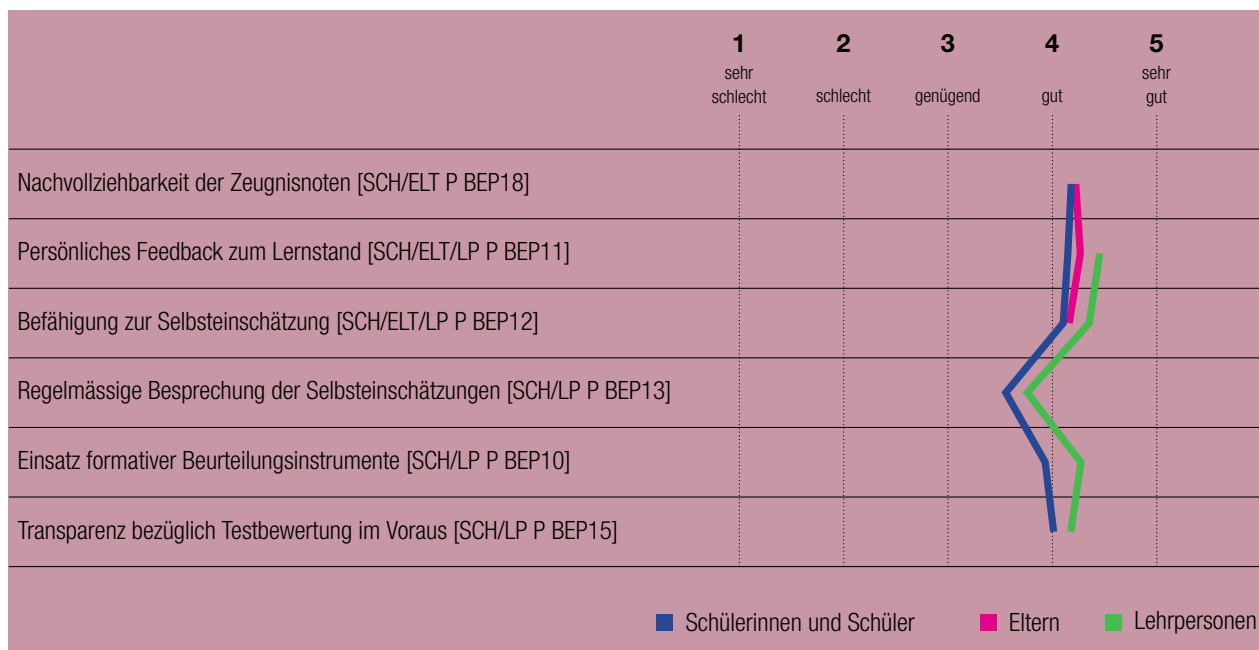 1 2 3 4 5
sehr schlecht schlecht genügend gut sehr gut
Nachvollziehbarkeit der Zeugnisnoten [SCH/ELT P BEP18]
Persönliches Feedback zum Lernstand [SCH/ELT/LP P BEP11]
Befähigung zur Selbsteinschätzung [SCH/ELT/LP P BEP12]
Regelmässige Besprechung der Selbsteinschätzungen [SCH/LP P BEP13]
Einsatz formativer Beurteilungsinstrumente [SCH/LP P BEP10]
Transparenz bezüglich Testbewertung im Voraus [SCH/LP P BEP15]
Schülerinnen und Schüler Eltern Lehrpersonen